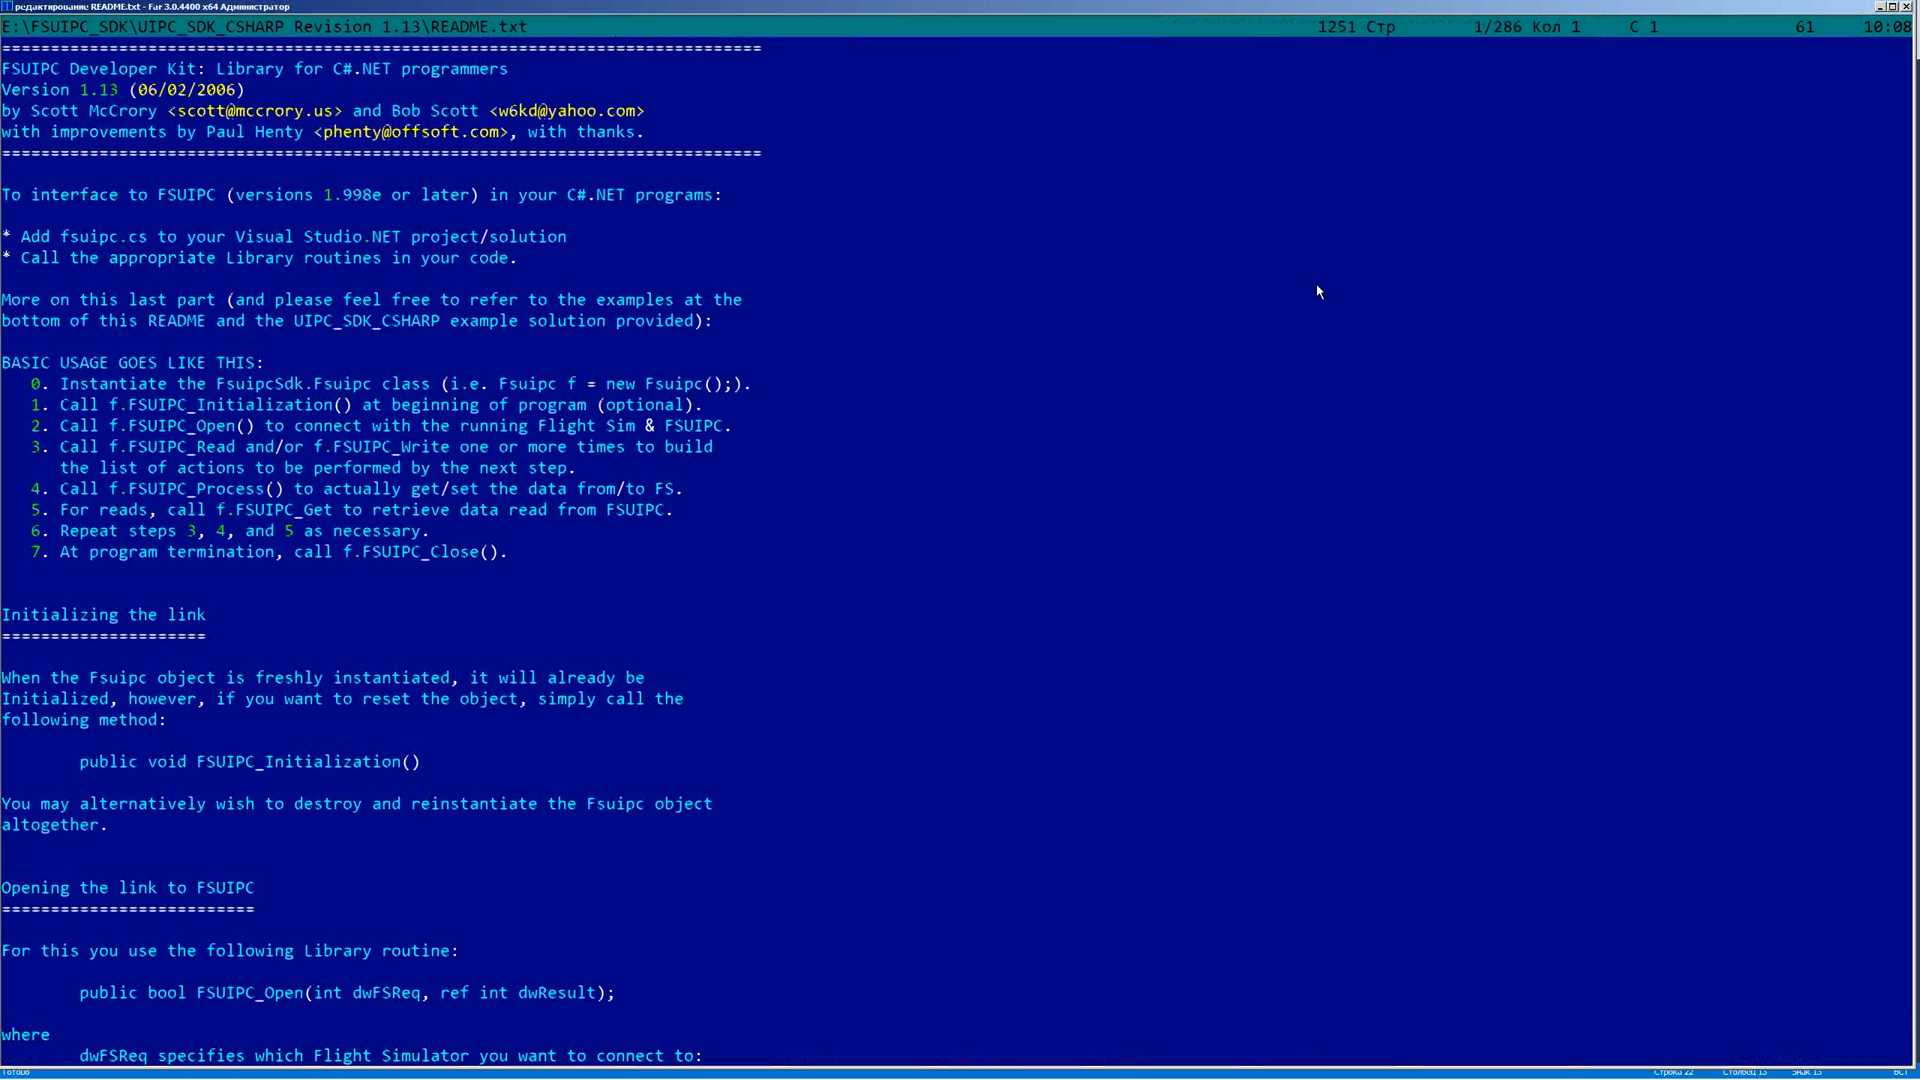 редактирование README.txt - Far 3.0.4400 x64 Администратор
E:\FSUIPC_SDK\UIPC_SDK_CSHARP Revision 1.13\README.txt 1251 Стр 1/286 Кол 1 С 1 61 10:08
==============================================================================
FSUIPC Developer Kit: Library for C#.NET programmers
Version 1.13 (06/02/2006)
by Scott McCrory <scott@mccrory.us> and Bob Scott <w6kd@yahoo.com>
with improvements by Paul Henty <phenty@offsoft.com>, with thanks.
==============================================================================
To interface to FSUIPC (versions 1.998e or later) in your C#.NET programs:
* Add fsuipc.cs to your Visual Studio.NET project/solution
* Call the appropriate Library routines in your code.
More on this last part (and please feel free to refer to the examples at the
bottom of this README and the UIPC_SDK_CSHARP example solution provided):
BASIC USAGE GOES LIKE THIS:
0. Instantiate the FsuipcSdk.Fsuipc class (i.e. Fsuipc f = new Fsuipc();).
1. Call f.FSUIPC_Initialization() at beginning of program (optional).
2. Call f.FSUIPC_Open() to connect with the running Flight Sim & FSUIPC.
3. Call f.FSUIPC_Read and/or f.FSUIPC_Write one or more times to build
the list of actions to be performed by the next step.
4. Call f.FSUIPC_Process() to actually get/set the data from/to FS.
5. For reads, call f.FSUIPC_Get to retrieve data read from FSUIPC.
6. Repeat steps 3, 4, and 5 as necessary.
7. At program termination, call f.FSUIPC_Close().
Initializing the link
=====================
When the Fsuipc object is freshly instantiated, it will already be
Initialized, however, if you want to reset the object, simply call the
following method:
public void FSUIPC_Initialization()
You may alternatively wish to destroy and reinstantiate the Fsuipc object
altogether.
Opening the link to FSUIPC
==========================
For this you use the following Library routine:
public bool FSUIPC_Open(int dwFSReq, ref int dwResult);
where
dwFSReq specifies which Flight Simulator you want to connect to:
Готово Строка 22 Столбец 13 Знак 13 ВСТ